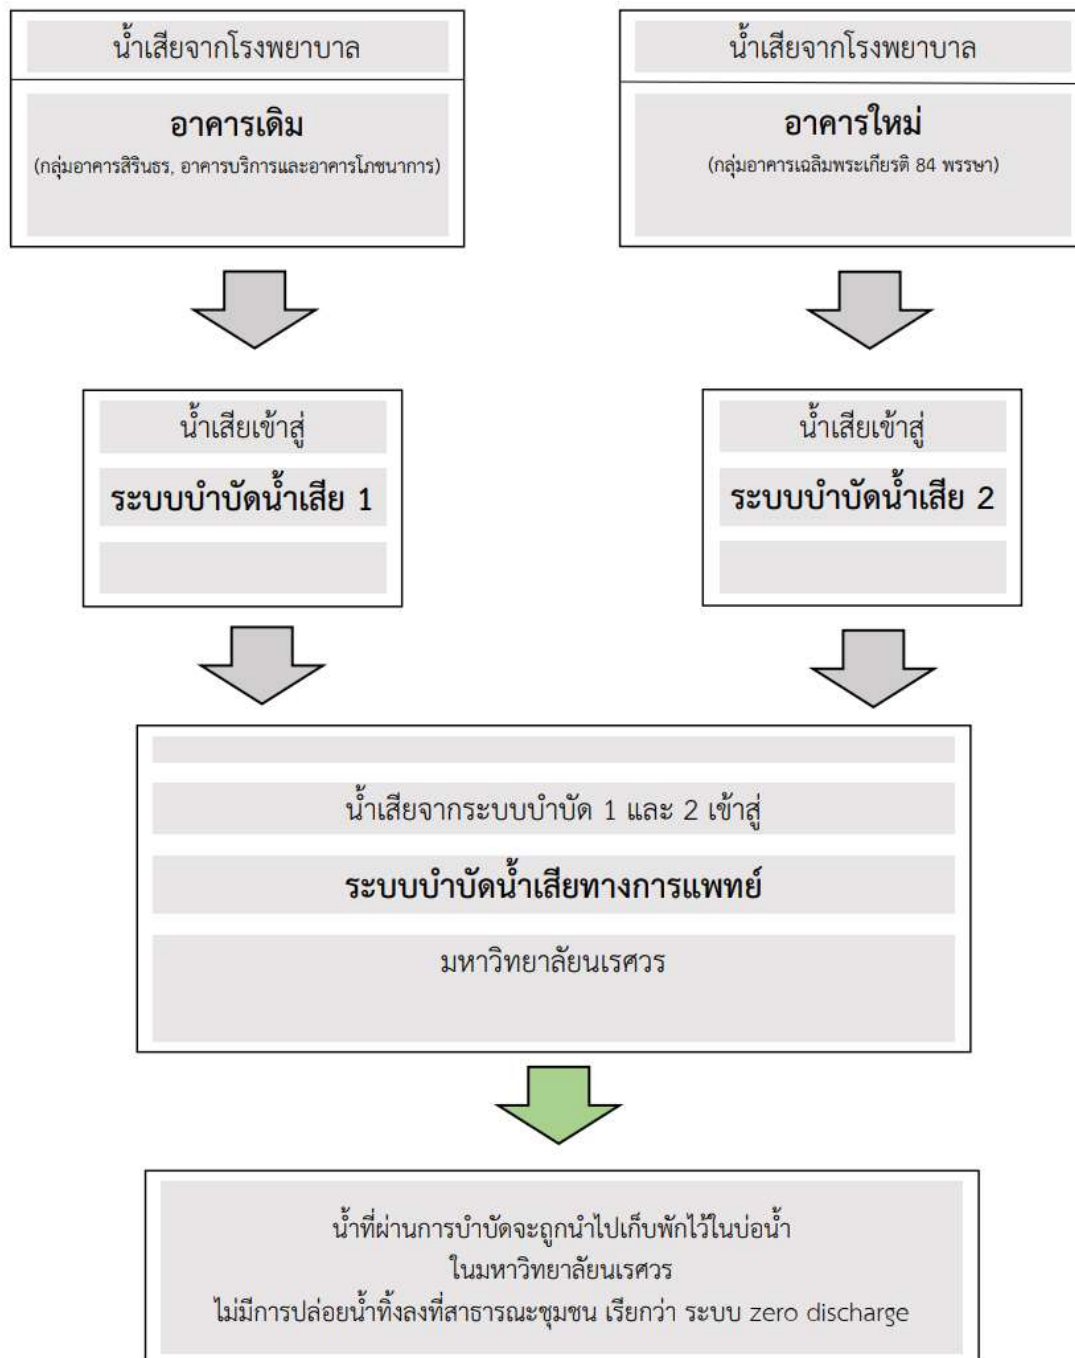 น้ำเสียจากโรงพยาบาล
อาคารเดิม
(กลุ่มอาคารสิรินธร, อาคารบริการและอาคารโภชนาการ)
น้ำเสียจากโรงพยาบาล
อาคารใหม่
(กลุ่มอาคารเฉลิมพระเกียรติ 84 พรรษา)
น้ำเสียเข้าสู่
ระบบบำบัดน้ำเสีย 1
น้ำเสียเข้าสู่
ระบบบำบัดน้ำเสีย 2
น้ำเสียจากระบบบำบัด 1 และ 2 เข้าสู่
ระบบบำบัดน้ำเสียทางการแพทย์
มหาวิทยาลัยนเรศวร
น้ำที่ผ่านการบำบัดจะถูกนำไปเก็บพักไว้ในบ่อน้ำ
ในมหาวิทยาลัยนเรศวร
ไม่มีการปล่อยน้ำทิ้งลงที่สาธารณะชุมชน เรียกว่า ระบบ zero discharge